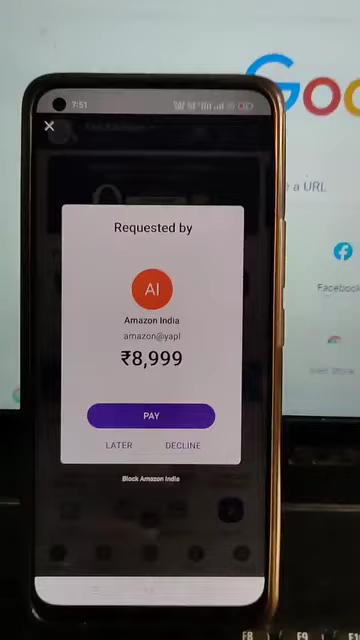 Goo
7:51
e a URL
Requested by
AI
Amazon India
amazon@yapl
₹8,999
Facebook
PAY
LATER
DECLINE
Block Amazon India
F8
F9